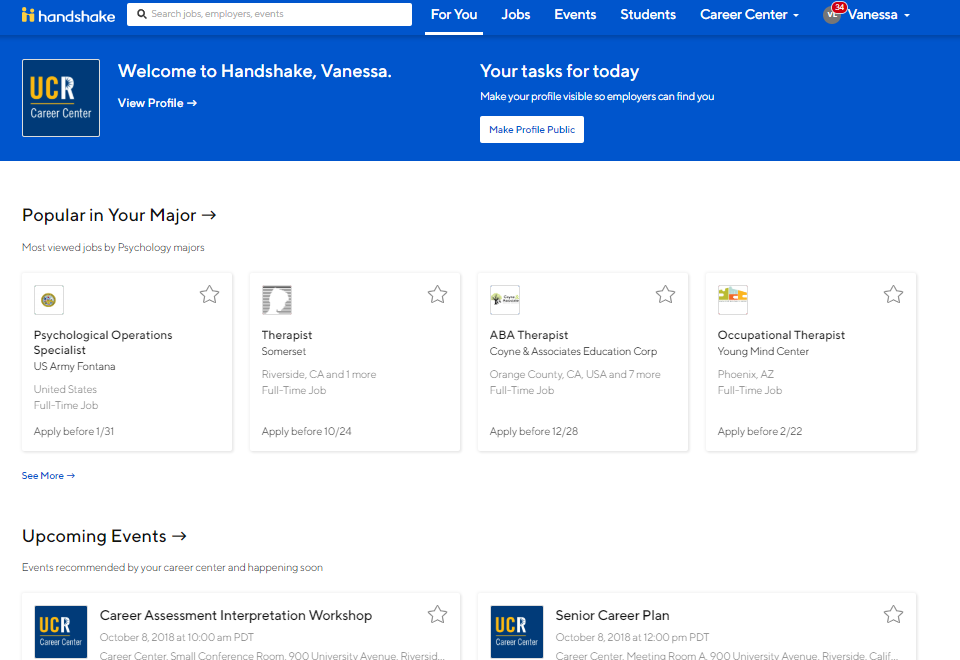 handshake
Search jobs, employers, events
For You
Jobs
Events
Students
Career Center
VL
34
Vanessa
UCR
Career Center
Welcome to Handshake, Vanessa.
View Profile →
Your tasks for today
Make your profile visible so employers can find you
Make Profile Public
Popular in Your Major →
Most viewed jobs by Psychology majors
Psychological Operations
Specialist
US Army Fontana
United States
Full-Time Job
Apply before 1/31
Therapist
Somerset
Riverside, CA and 1 more
Full-Time Job
Apply before 10/24
ABA Therapist
Coyne & Associates Education Corp
Orange County, CA, USA and 7 more
Full-Time Job
Apply before 12/28
Occupational Therapist
Young Mind Center
Phoenix, AZ
Full-Time Job
Apply before 2/22
See More →
Upcoming Events →
Events recommended by your career center and happening soon
UCR
Career Center
Career Assessment Interpretation Workshop
October 8, 2018 at 10:00 am PDT
Career Center, Small Conference Room, 900 University Avenue, Riversid...
UCR
Career Center
Senior Career Plan
October 8, 2018 at 12:00 pm PDT
Career Center, Meeting Room A, 900 University Avenue, Riverside, Calif...